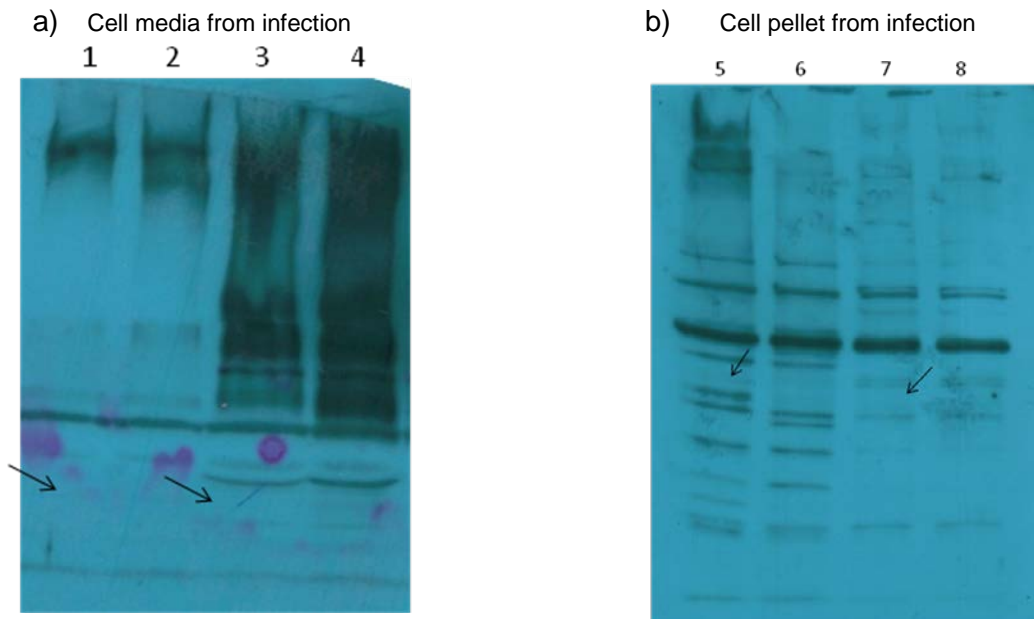 a) Cell media from infection
1 2 3 4
b) Cell pellet from infection
5 6 7 8